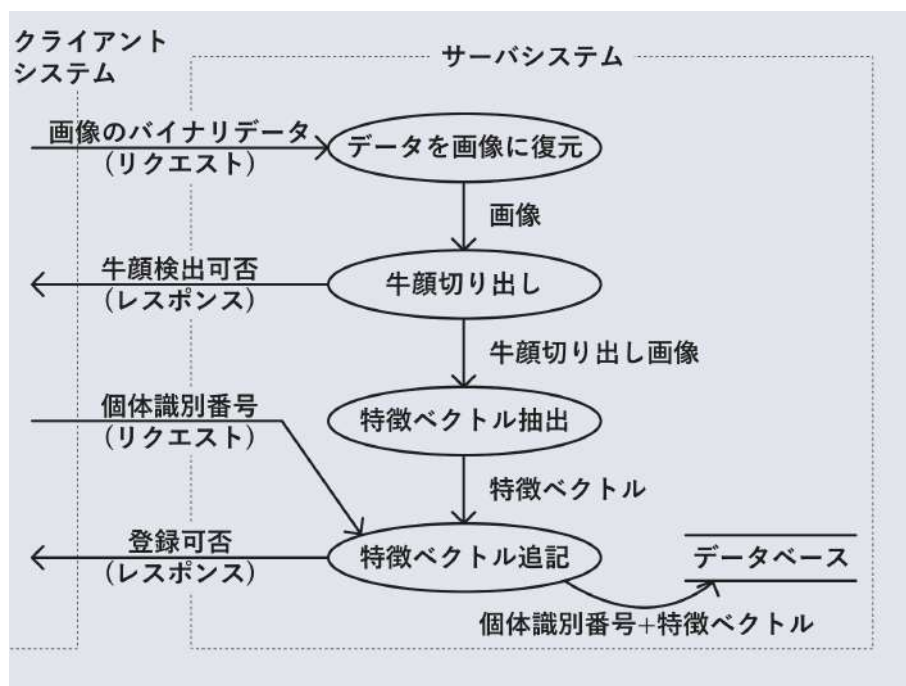 クライアント
システム
サーバシステム
画像のバイナリデータ
(リクエスト)
データを画像に復元
画像
牛顔検出可否
(レスポンス)
牛顔切り出し
牛顔切り出し画像
個体識別番号
(リクエスト)
特徴ベクトル抽出
特徴ベクトル
登録可否
(レスポンス)
特徴ベクトル追記
データベース
個体識別番号+特徴ベクトル